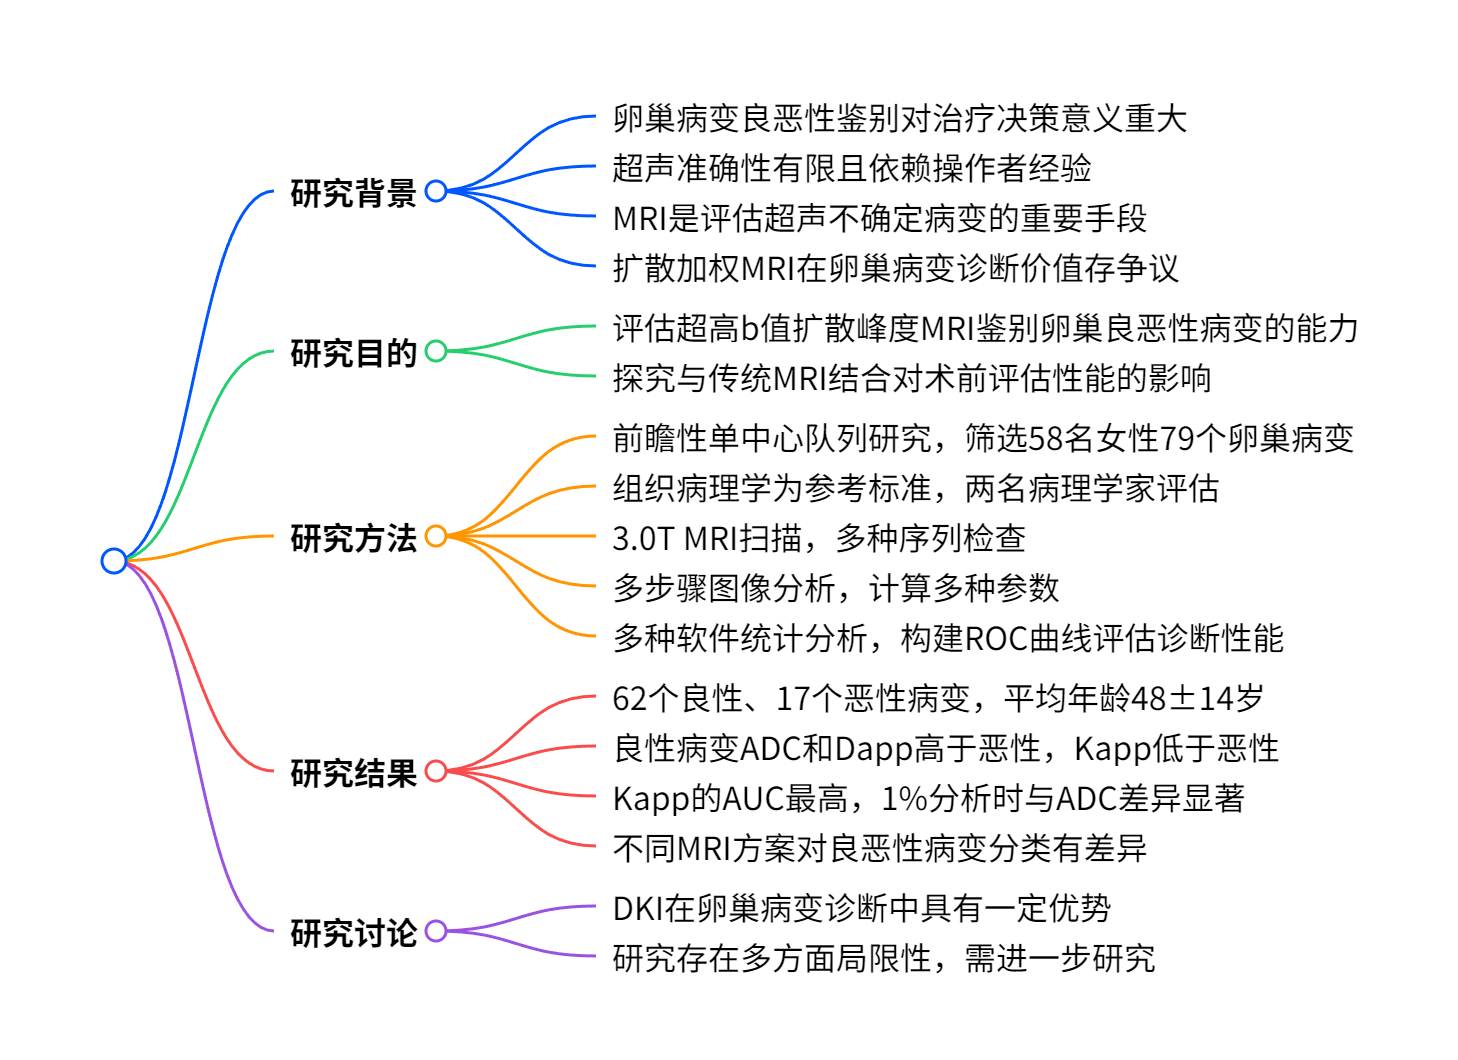 研究背景
卵巢病变良恶性鉴别对治疗决策意义重大
超声准确性有限且依赖操作者经验
MRI是评估超声不确定病变的重要手段
扩散加权MRI在卵巢病变诊断价值存争议
研究目的
评估超高b值扩散峰度MRI鉴别卵巢良恶性病变的能力
探究与传统MRI结合对术前评估性能的影响
研究方法
前瞻性单中心队列研究，筛选58名女性79个卵巢病变
组织病理学为参考标准，两名病理学家评估
3.0T MRI扫描，多种序列检查
多步骤图像分析，计算多种参数
多种软件统计分析，构建ROC曲线评估诊断性能
研究结果
62个良性、17个恶性病变，平均年龄48±14岁
良性病变ADC和Dapp高于恶性，Kapp低于恶性
Kapp的AUC最高，1%分析时与ADC差异显著
不同MRI方案对良恶性病变分类有差异
研究讨论
DKI在卵巢病变诊断中具有一定优势
研究存在多方面局限性，需进一步研究